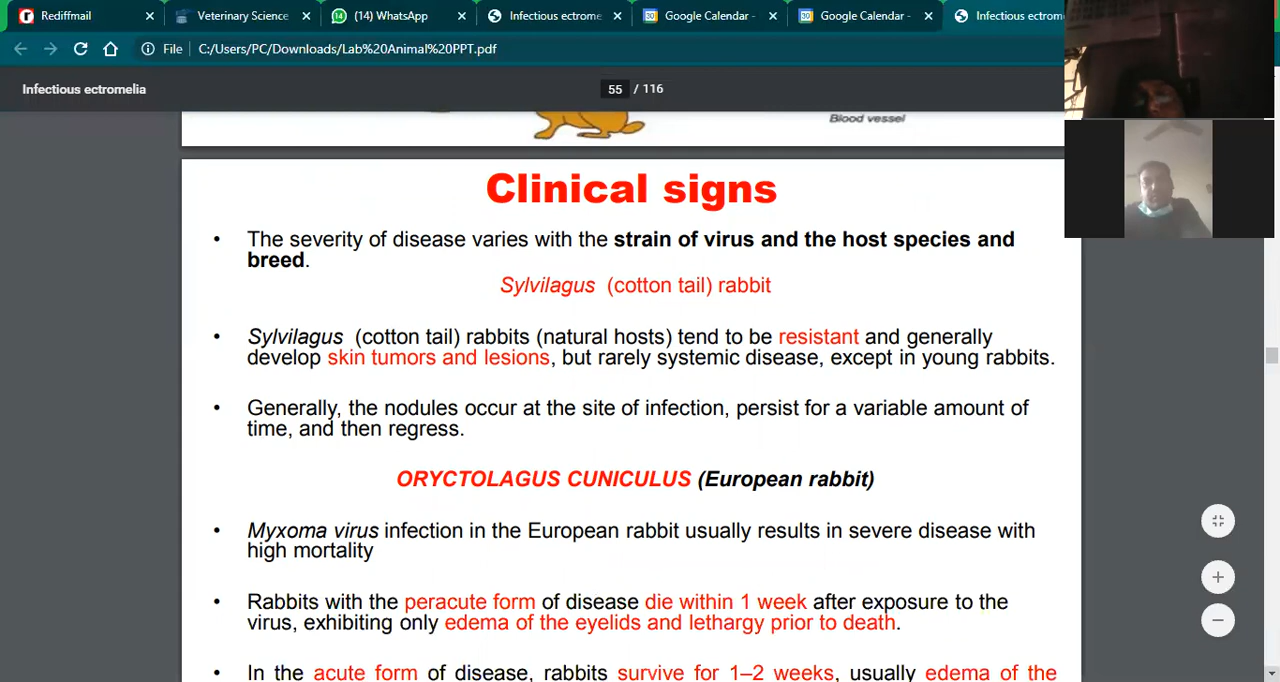 Rediffmail
Veterinary Science
(14) WhatsApp
Infectious ectrome
Google Calendar -
Google Calendar -
Infectious ectrom
File
C:/Users/PC/Downloads/Lab%20Animal%20PPT.pdf
Infectious ectromelia
55 / 116
Blood vessel
Clinical signs
• The severity of disease varies with the strain of virus and the host species and
breed.
Sylvilagus (cotton tail) rabbit
• Sylvilagus (cotton tail) rabbits (natural hosts) tend to be resistant and generally
develop skin tumors and lesions, but rarely systemic disease, except in young rabbits.
• Generally, the nodules occur at the site of infection, persist for a variable amount of
time, and then regress.
ORYCTOLAGUS CUNICULUS (European rabbit)
• Myxoma virus infection in the European rabbit usually results in severe disease with
high mortality
• Rabbits with the peracute form of disease die within 1 week after exposure to the
virus, exhibiting only edema of the eyelids and lethargy prior to death.
• In the acute form of disease, rabbits survive for 1–2 weeks, usually edema of the